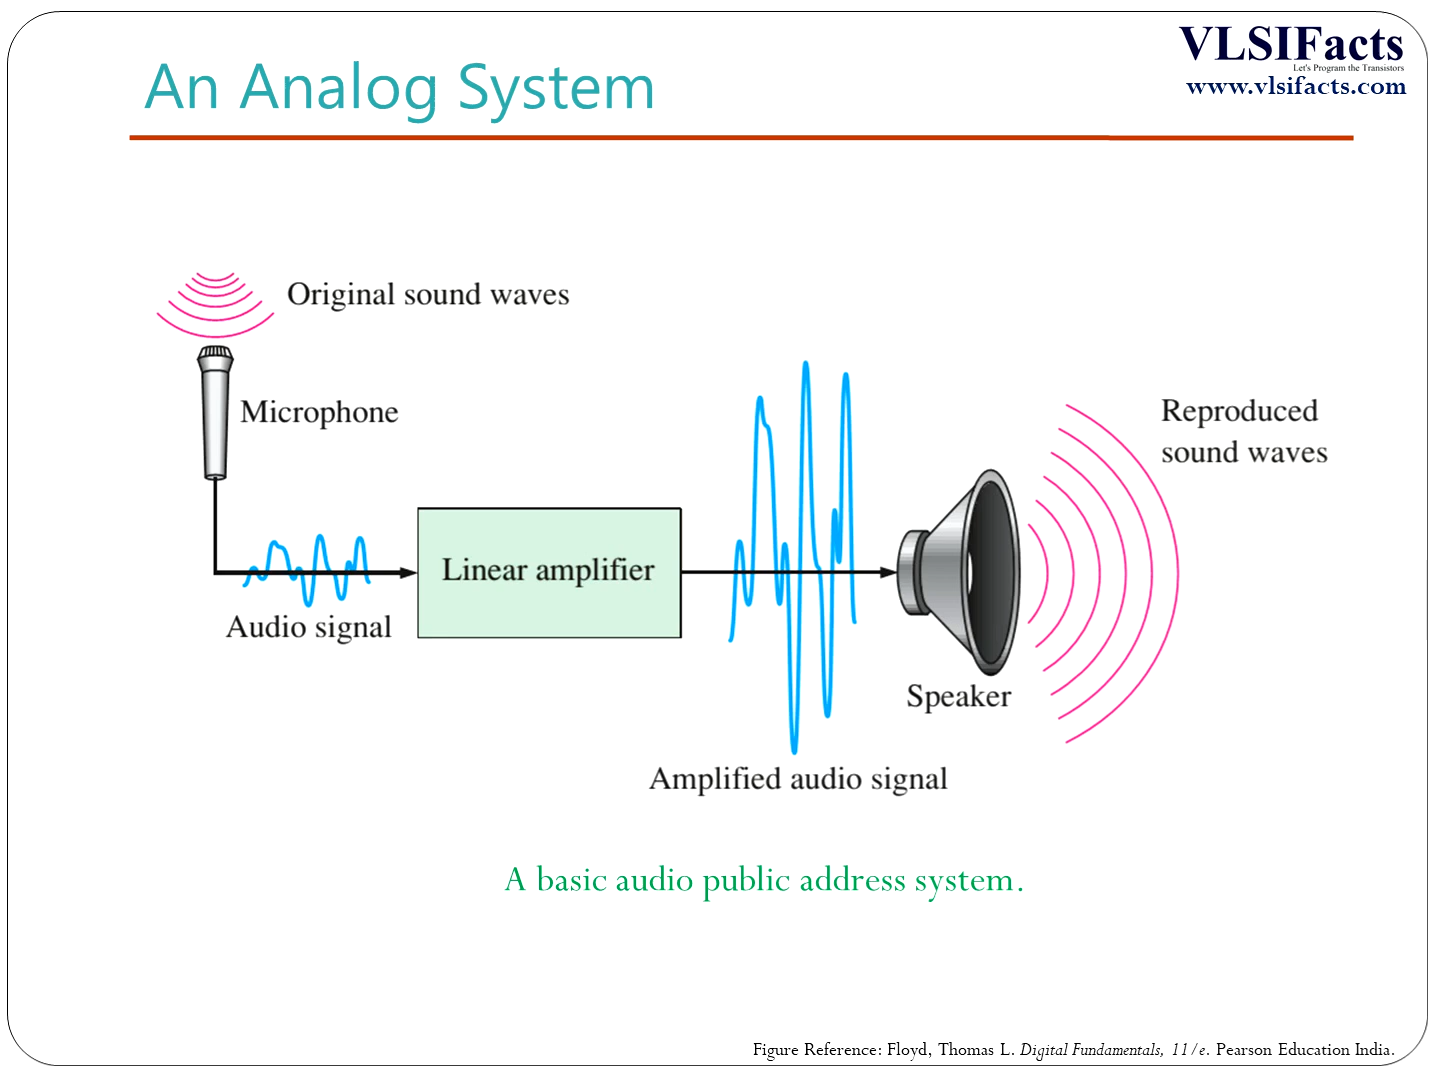 VLSIFacts
Let's Program the Transistors
www.vlsifacts.com
An Analog System
Original sound waves
Microphone
Reproduced
sound waves
Linear amplifier
Audio signal
Speaker
Amplified audio signal
A basic audio public address system.
Figure Reference: Floyd, Thomas L. Digital Fundamentals, 11/e. Pearson Education India.